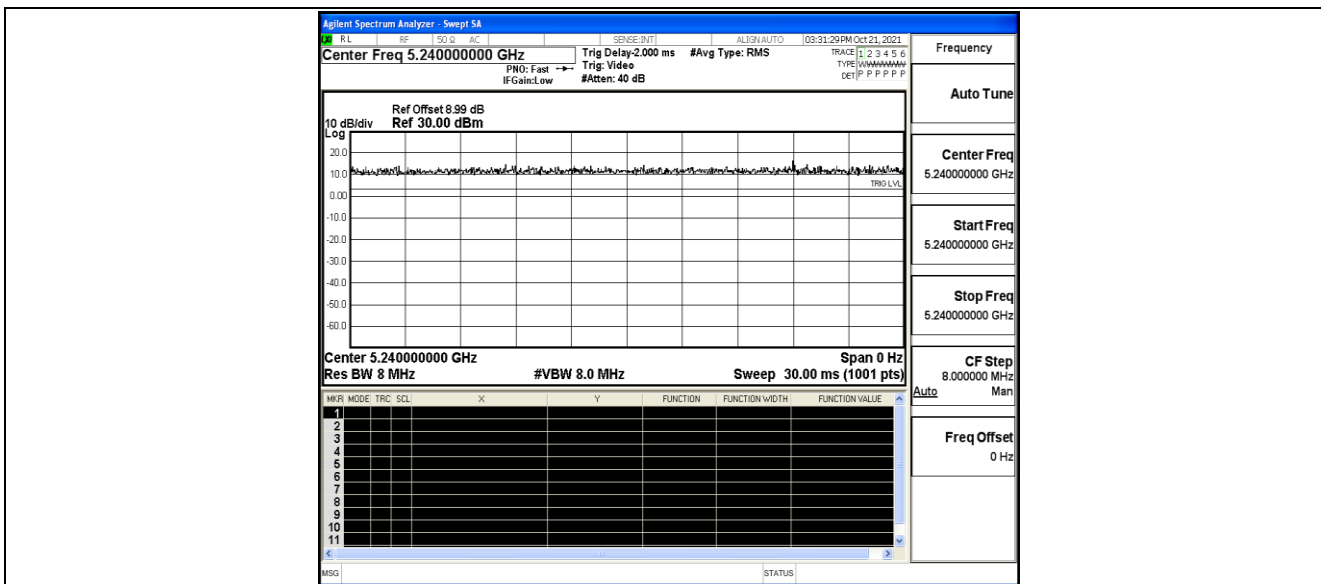 Agilent Spectrum Analyzer - Swept SA
LXI RL RF 50 Ω AC SENSE:INT ALIGNAUTO 03:31:29 PM Oct 21, 2021
Center Freq 5.240000000 GHz
PNO: Fast
IFGain:Low
Trig Delay-2.000 ms
Trig: Video
#Atten: 40 dB
#Avg Type: RMS
TRACE 1 2 3 4 5 6
TYPE
DET P P P P P P
Ref Offset 8.99 dB
10 dB/div Ref 30.00 dBm
Log
20.0
10.0
0.00
-10.0
-20.0
-30.0
-40.0
-50.0
-60.0
TRIG LVL
Center 5.240000000 GHz Span 0 Hz
Res BW 8 MHz #VBW 8.0 MHz Sweep 30.00 ms (1001 pts)
MKR MODE TRC SCL X Y FUNCTION FUNCTION WIDTH FUNCTION VALUE
1
2
3
4
5
6
7
8
9
10
11
MSG STATUS
Frequency
Auto Tune
Center Freq
5.240000000 GHz
Start Freq
5.240000000 GHz
Stop Freq
5.240000000 GHz
CF Step
8.000000 MHz
Auto Man
Freq Offset
0 Hz